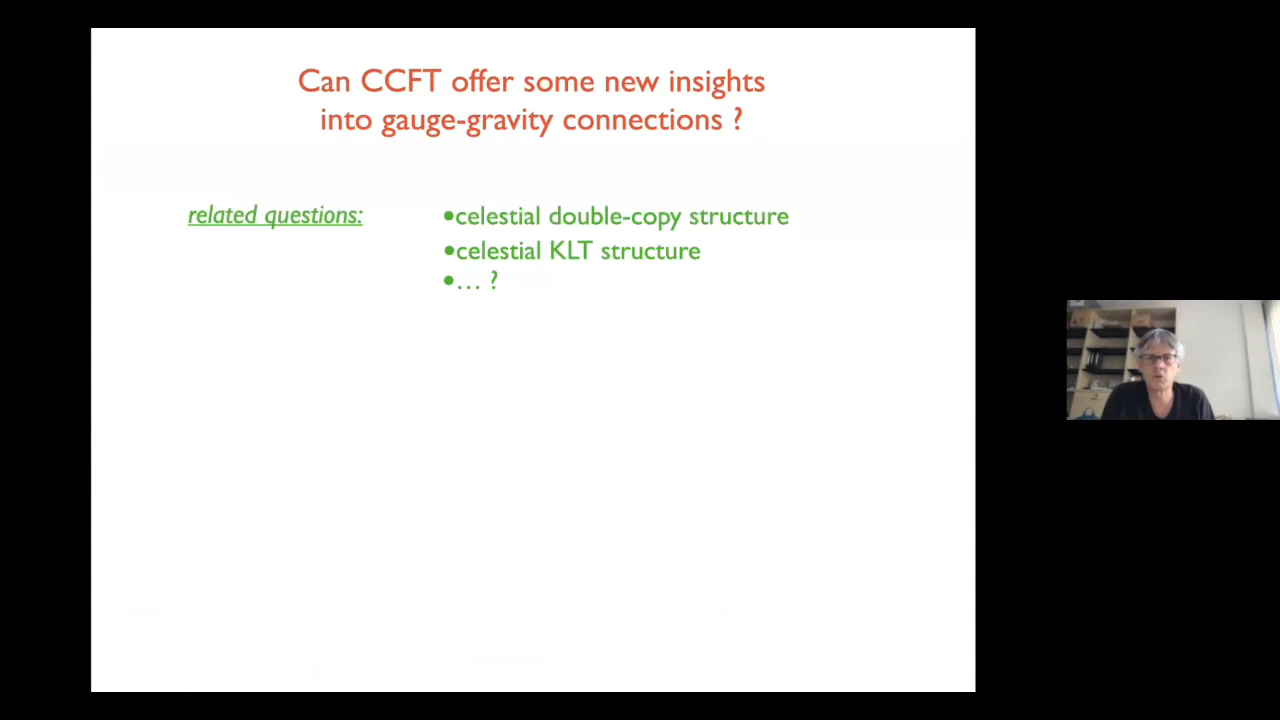 Can CCFT offer some new insights
into gauge-gravity connections ?
related questions:
•celestial double-copy structure
•celestial KLT structure
•… ?